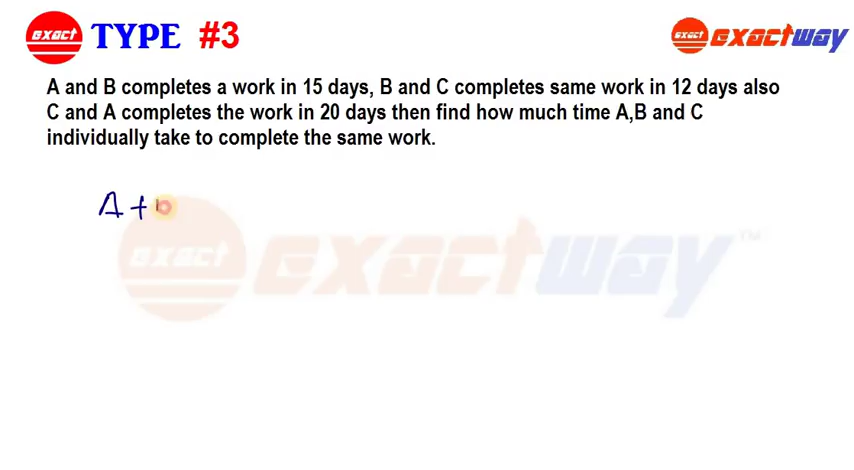 exact TYPE #3
exact exactway
A and B completes a work in 15 days, B and C completes same work in 12 days also
C and A completes the work in 20 days then find how much time A,B and C
individually take to complete the same work.
A +
exact exactway™